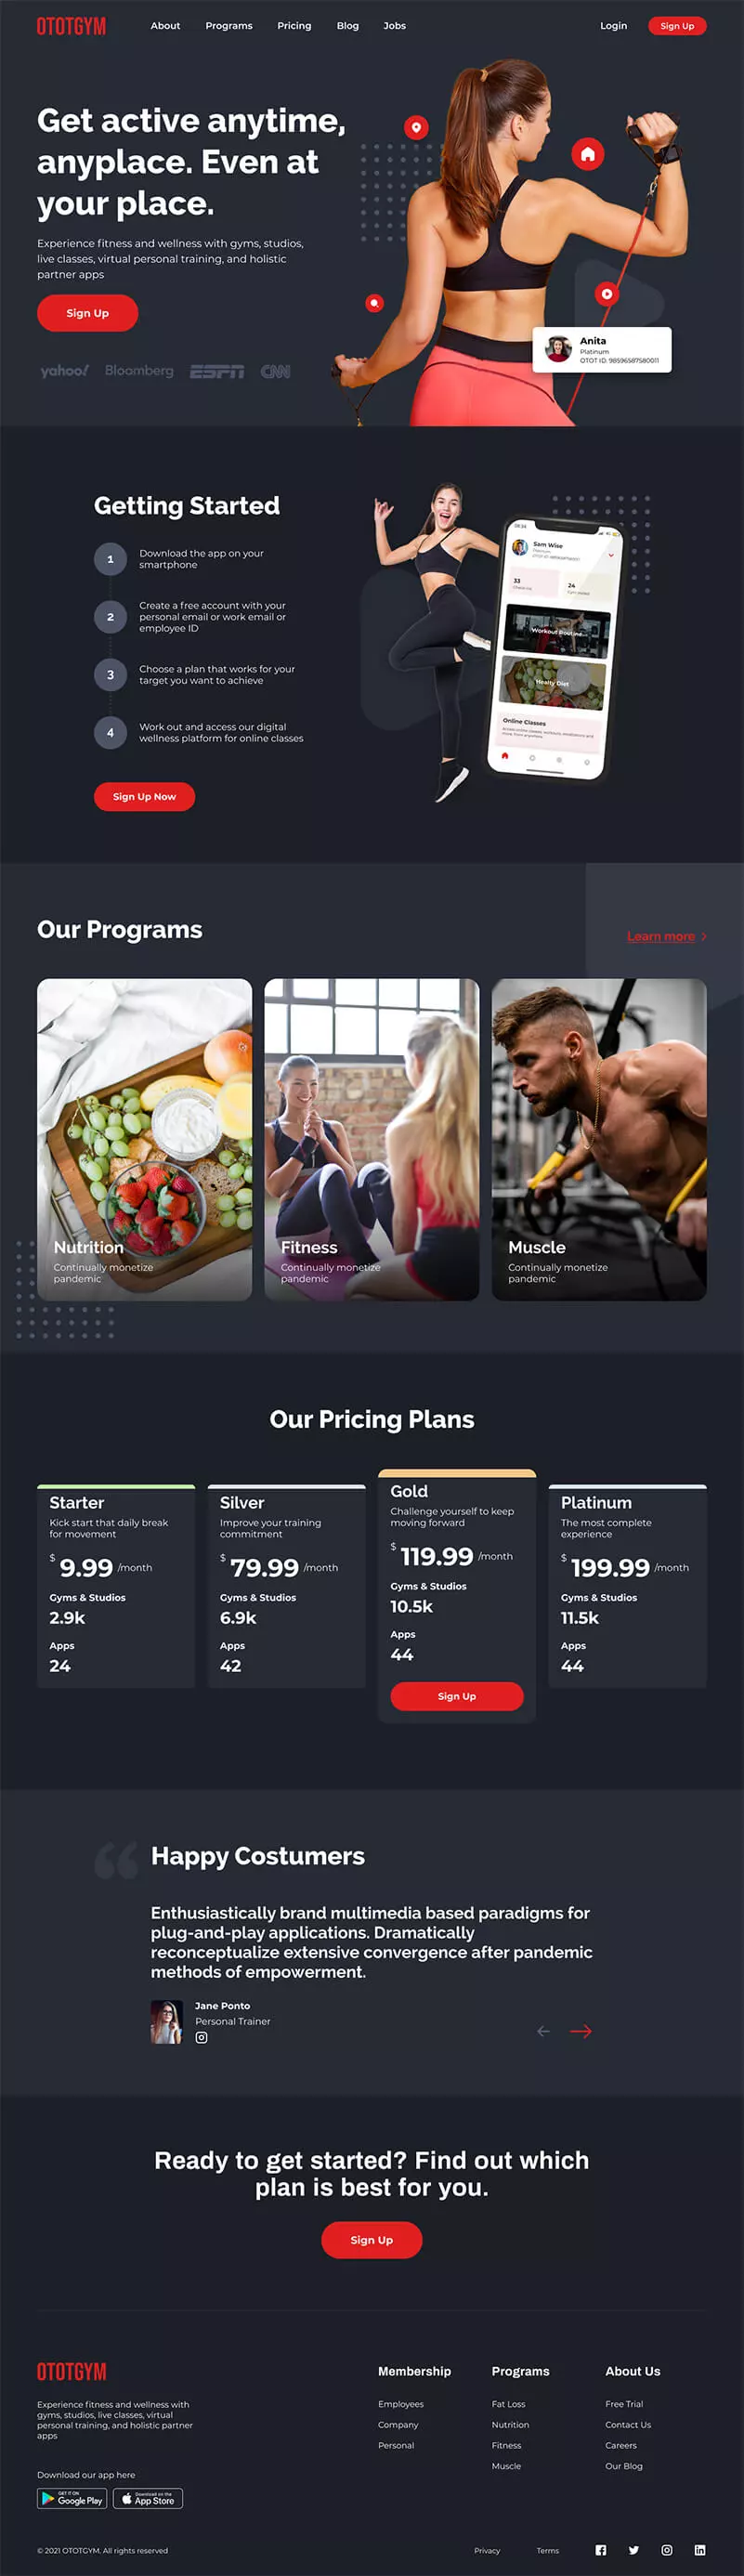 OTOTGYM
About Programs Pricing Blog Jobs
Login Sign Up
Get active anytime,
anyplace. Even at
your place.
Experience fitness and wellness with gyms, studios,
live classes, virtual personal training, and holistic
partner apps
Sign Up
yahoo! Bloomberg ESPN CNN
Anita
Platinum
OTOT ID: 98596587580011
Getting Started
1
Download the app on your
smartphone
2
Create a free account with your
personal email or work email or
employee ID
3
Choose a plan that works for your
target you want to achieve
4
Work out and access our digital
wellness platform for online classes
Sign Up Now
Sam Wise
Platinum
33
24
Workout Routine
Healty Diet
Online Classes
Our Programs
Learn more
Nutrition
Continually monetize
pandemic
Fitness
Continually monetize
pandemic
Muscle
Continually monetize
pandemic
Our Pricing Plans
Starter
Kick start that daily break
for movement
$ 9.99 /month
Gyms & Studios
2.9k
Apps
24
Silver
Improve your training
commitment
$ 79.99 /month
Gyms & Studios
6.9k
Apps
42
Gold
Challenge yourself to keep
moving forward
$ 119.99 /month
Gyms & Studios
10.5k
Apps
44
Sign Up
Platinum
The most complete
experience
$ 199.99 /month
Gyms & Studios
11.5k
Apps
44
Happy Costumers
Enthusiastically brand multimedia based paradigms for
plug-and-play applications. Dramatically
reconceptualize extensive convergence after pandemic
methods of empowerment.
Jane Ponto
Personal Trainer
Ready to get started? Find out which
plan is best for you.
Sign Up
OTOTGYM
Experience fitness and wellness with
gyms, studios, live classes, virtual
personal training, and holistic partner
apps
Download our app here
GET IT ON
Google Play
Download on the
App Store
Membership
Employees
Company
Personal
Programs
Fat Loss
Nutrition
Fitness
Muscle
About Us
Free Trial
Contact Us
Careers
Our Blog
© 2021 OTOTGYM. All rights reserved
Privacy Terms